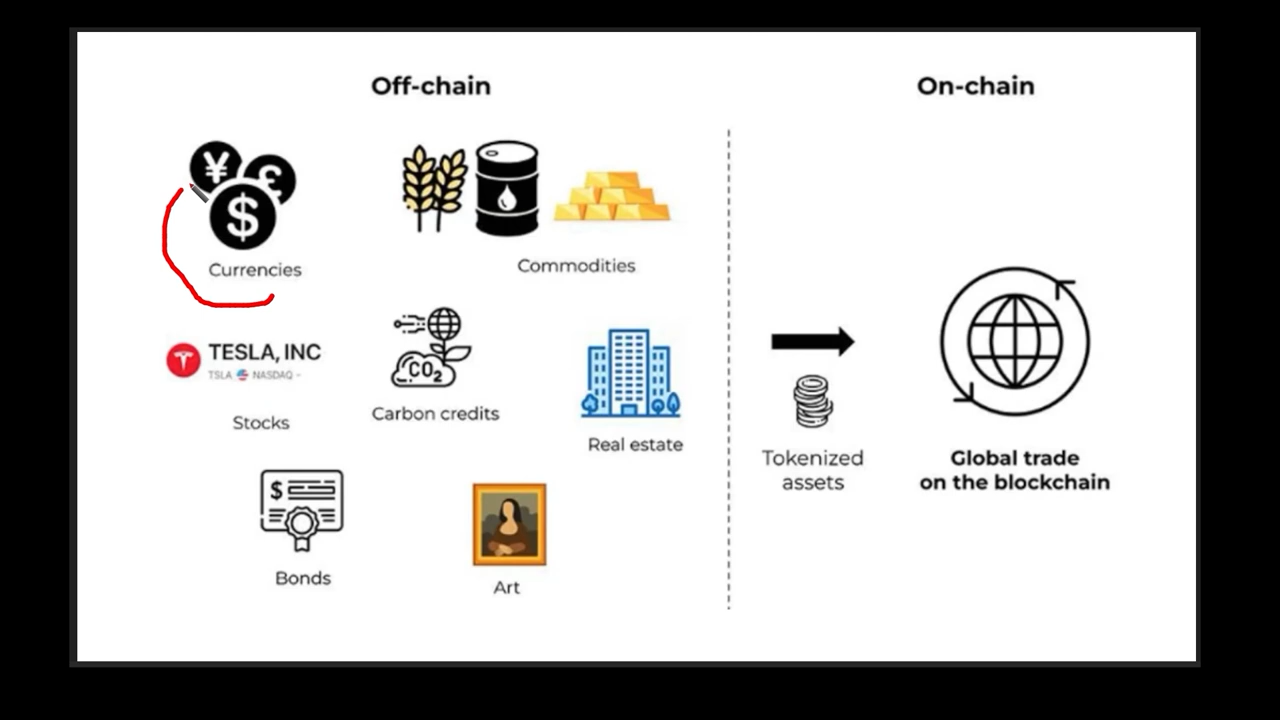 Off-chain
On-chain
¥ £
$
Currencies
Commodities
TESLA, INC
TSLA NASDAQ
Stocks
CO2
Carbon credits
Real estate
$
Bonds
Art
Tokenized
assets
Global trade
on the blockchain